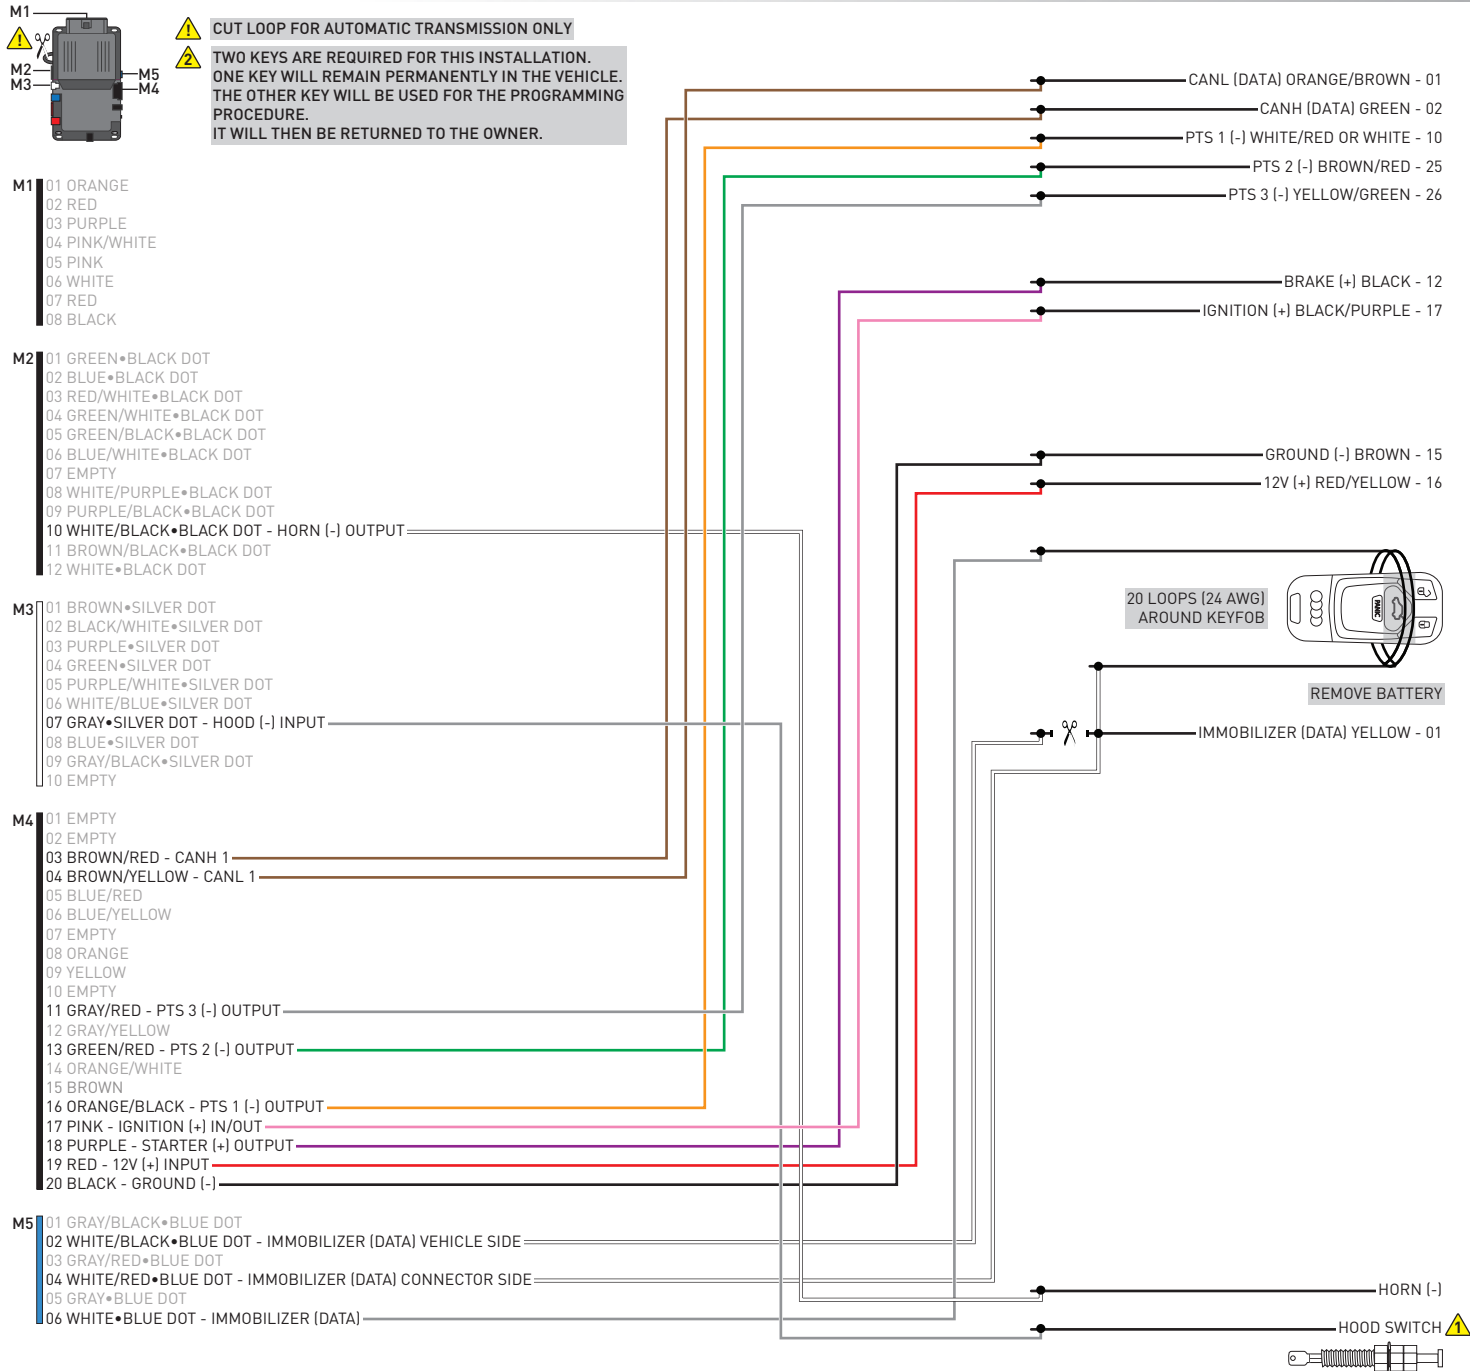 M1
M2
M3
M5
M4
! CUT LOOP FOR AUTOMATIC TRANSMISSION ONLY
2 TWO KEYS ARE REQUIRED FOR THIS INSTALLATION.
ONE KEY WILL REMAIN PERMANENTLY IN THE VEHICLE.
THE OTHER KEY WILL BE USED FOR THE PROGRAMMING
PROCEDURE.
IT WILL THEN BE RETURNED TO THE OWNER.
M1
01 ORANGE
02 RED
03 PURPLE
04 PINK/WHITE
05 PINK
06 WHITE
07 RED
08 BLACK
M2
01 GREEN•BLACK DOT
02 BLUE•BLACK DOT
03 RED/WHITE•BLACK DOT
04 GREEN/WHITE•BLACK DOT
05 GREEN/BLACK•BLACK DOT
06 BLUE/WHITE•BLACK DOT
07 EMPTY
08 WHITE/PURPLE•BLACK DOT
09 PURPLE/BLACK•BLACK DOT
10 WHITE/BLACK•BLACK DOT - HORN (-) OUTPUT
11 BROWN/BLACK•BLACK DOT
12 WHITE•BLACK DOT
M3
01 BROWN•SILVER DOT
02 BLACK/WHITE•SILVER DOT
03 PURPLE•SILVER DOT
04 GREEN•SILVER DOT
05 PURPLE/WHITE•SILVER DOT
06 WHITE/BLUE•SILVER DOT
07 GRAY•SILVER DOT - HOOD (-) INPUT
08 BLUE•SILVER DOT
09 GRAY/BLACK•SILVER DOT
10 EMPTY
M4
01 EMPTY
02 EMPTY
03 BROWN/RED - CANH 1
04 BROWN/YELLOW - CANL 1
05 BLUE/RED
06 BLUE/YELLOW
07 EMPTY
08 ORANGE
09 YELLOW
10 EMPTY
11 GRAY/RED - PTS 3 (-) OUTPUT
12 GRAY/YELLOW
13 GREEN/RED - PTS 2 (-) OUTPUT
14 ORANGE/WHITE
15 BROWN
16 ORANGE/BLACK - PTS 1 (-) OUTPUT
17 PINK - IGNITION (+) IN/OUT
18 PURPLE - STARTER (+) OUTPUT
19 RED - 12V (+) INPUT
20 BLACK - GROUND (-)
M5
01 GRAY/BLACK•BLUE DOT
02 WHITE/BLACK•BLUE DOT - IMMOBILIZER (DATA) VEHICLE SIDE
03 GRAY/RED•BLUE DOT
04 WHITE/RED•BLUE DOT - IMMOBILIZER (DATA) CONNECTOR SIDE
05 GRAY•BLUE DOT
06 WHITE•BLUE DOT - IMMOBILIZER (DATA)
CANL (DATA) ORANGE/BROWN - 01
CANH (DATA) GREEN - 02
PTS 1 (-) WHITE/RED OR WHITE - 10
PTS 2 (-) BROWN/RED - 25
PTS 3 (-) YELLOW/GREEN - 26
BRAKE (+) BLACK - 12
IGNITION (+) BLACK/PURPLE - 17
GROUND (-) BROWN - 15
12V (+) RED/YELLOW - 16
20 LOOPS (24 AWG)
AROUND KEYFOB
PANIC
REMOVE BATTERY
IMMOBILIZER (DATA) YELLOW - 01
HORN (-)
HOOD SWITCH 1